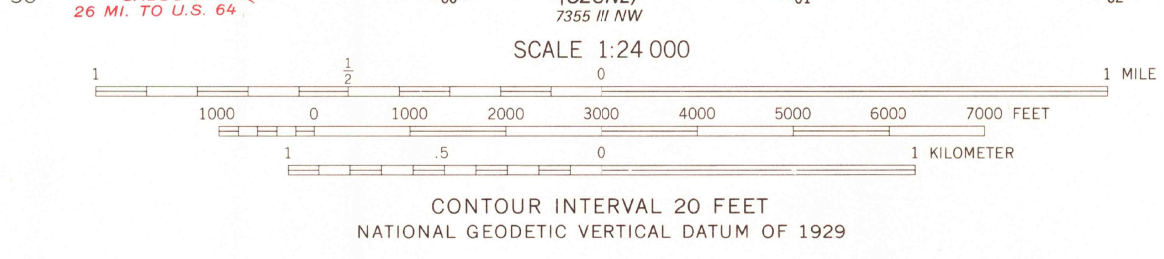 26 MI. TO U.S. 64
7355 III NW
SCALE 1:24 000
1 1/2 0 1 MILE
1000 0 1000 2000 3000 4000 5000 6000 7000 FEET
1 .5 0 1 KILOMETER
CONTOUR INTERVAL 20 FEET
NATIONAL GEODETIC VERTICAL DATUM OF 1929